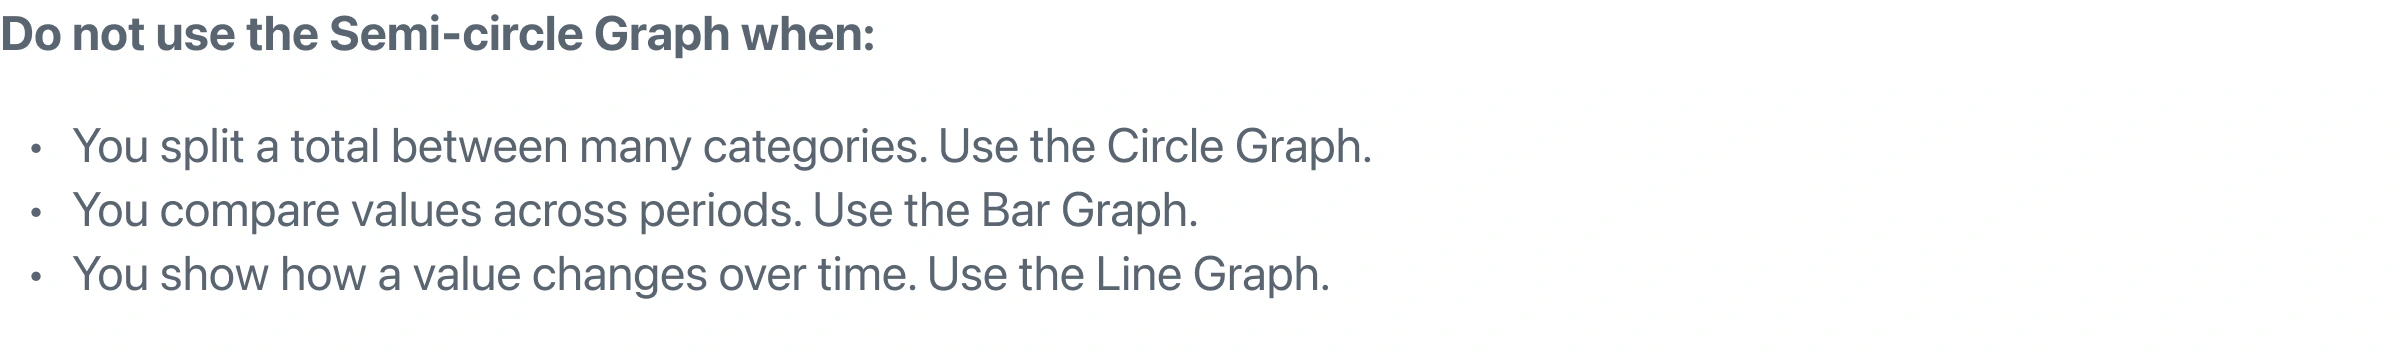 Do not use the Semi-circle Graph when:
• You split a total between many categories. Use the Circle Graph.
• You compare values across periods. Use the Bar Graph.
• You show how a value changes over time. Use the Line Graph.